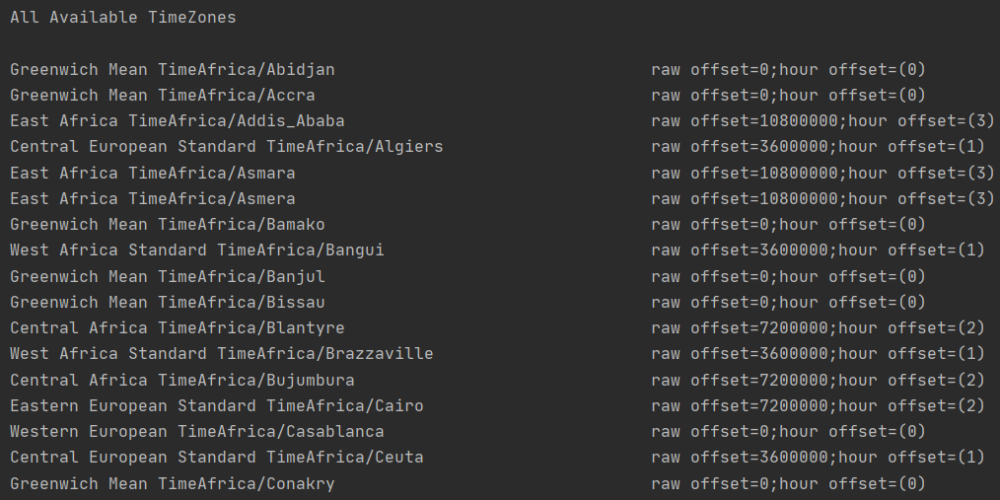 All Available TimeZones
Greenwich Mean TimeAfrica/Abidjan raw offset=0;hour offset=(0)
Greenwich Mean TimeAfrica/Accra raw offset=0;hour offset=(0)
East Africa TimeAfrica/Addis_Ababa raw offset=10800000;hour offset=(3)
Central European Standard TimeAfrica/Algiers raw offset=3600000;hour offset=(1)
East Africa TimeAfrica/Asmara raw offset=10800000;hour offset=(3)
East Africa TimeAfrica/Asmera raw offset=10800000;hour offset=(3)
Greenwich Mean TimeAfrica/Bamako raw offset=0;hour offset=(0)
West Africa Standard TimeAfrica/Bangui raw offset=3600000;hour offset=(1)
Greenwich Mean TimeAfrica/Banjul raw offset=0;hour offset=(0)
Greenwich Mean TimeAfrica/Bissau raw offset=0;hour offset=(0)
Central Africa TimeAfrica/Blantyre raw offset=7200000;hour offset=(2)
West Africa Standard TimeAfrica/Brazzaville raw offset=3600000;hour offset=(1)
Central Africa TimeAfrica/Bujumbura raw offset=7200000;hour offset=(2)
Eastern European Standard TimeAfrica/Cairo raw offset=7200000;hour offset=(2)
Western European TimeAfrica/Casablanca raw offset=0;hour offset=(0)
Central European Standard TimeAfrica/Ceuta raw offset=3600000;hour offset=(1)
Greenwich Mean TimeAfrica/Conakry raw offset=0;hour offset=(0)